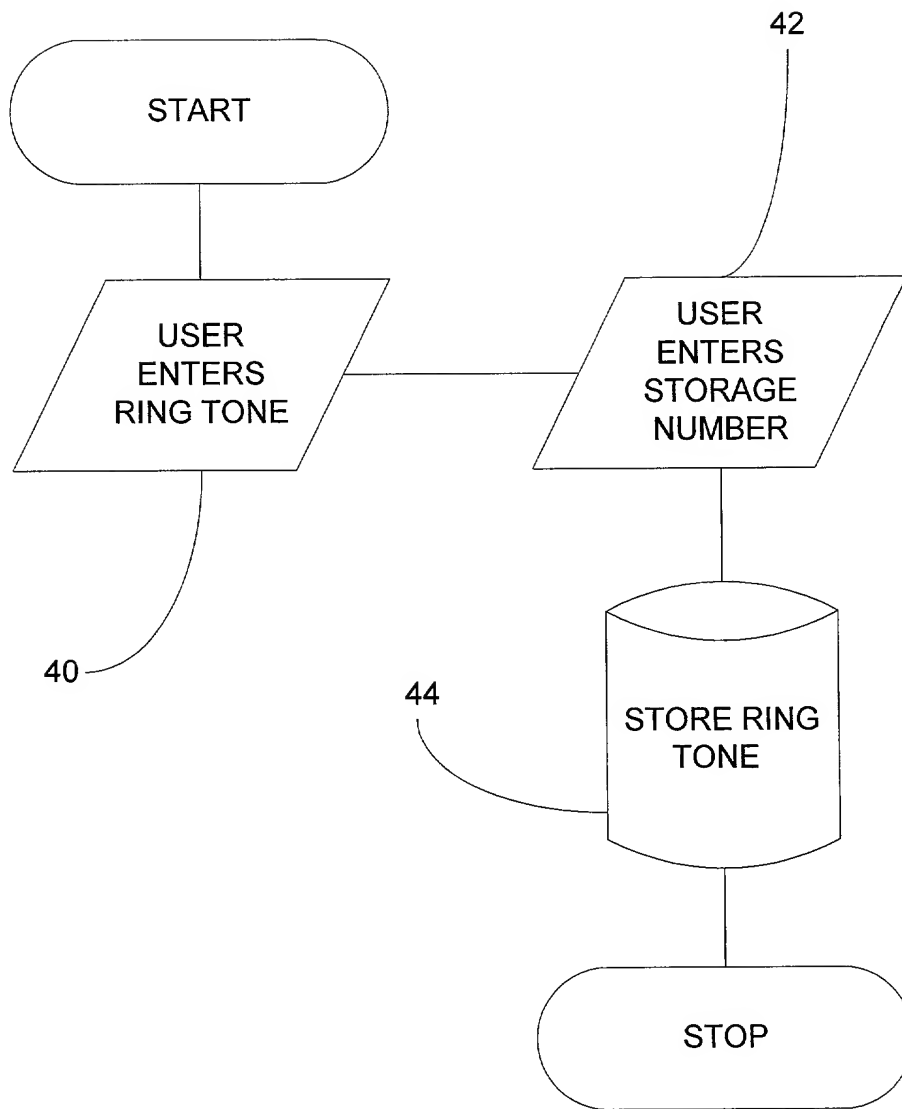 42
START
USER
ENTERS
RING TONE
USER
ENTERS
STORAGE
NUMBER
40
44
STORE RING
TONE
STOP